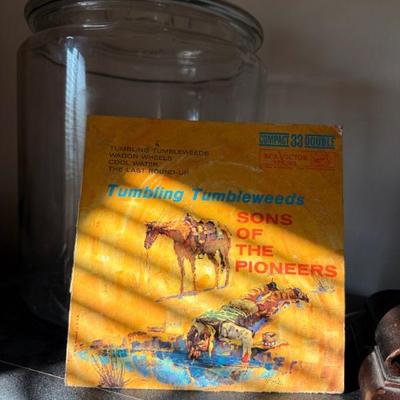 TUMBLING TUMBLEWEEDS
WAGON WHEELS
COOL WATER
THE LAST ROUND-UP
COMPACT 33 DOUBLE
RCA VICTOR
Tumbling Tumbleweeds
SONS
OF
THE
PIONEERS